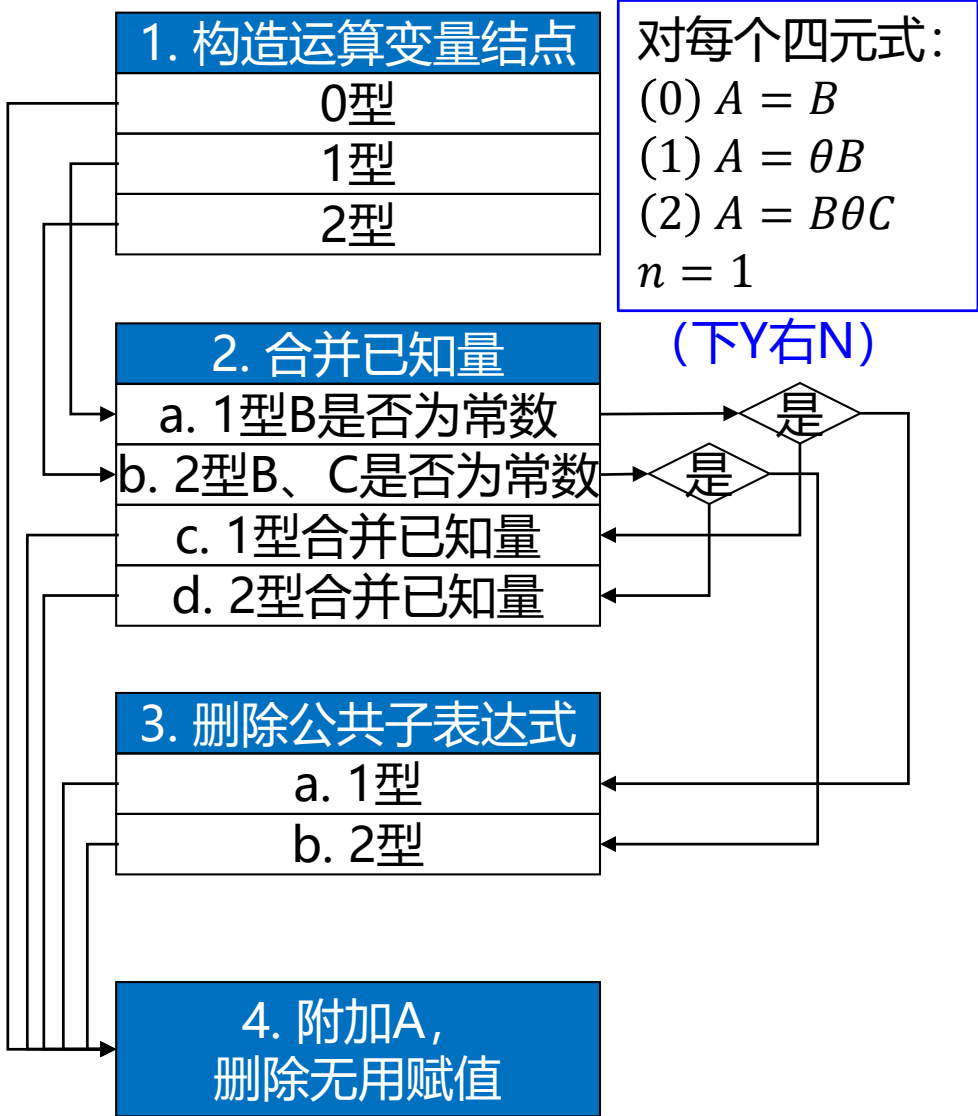 1. 构造运算变量结点
0型
1型
2型
对每个四元式：
(0) A = B
(1) A = θB
(2) A = BθC
n = 1
（下Y右N）
2. 合并已知量
a. 1型B是否为常数
是
b. 2型B、C是否为常数
是
c. 1型合并已知量
d. 2型合并已知量
3. 删除公共子表达式
a. 1型
b. 2型
4. 附加A，
删除无用赋值